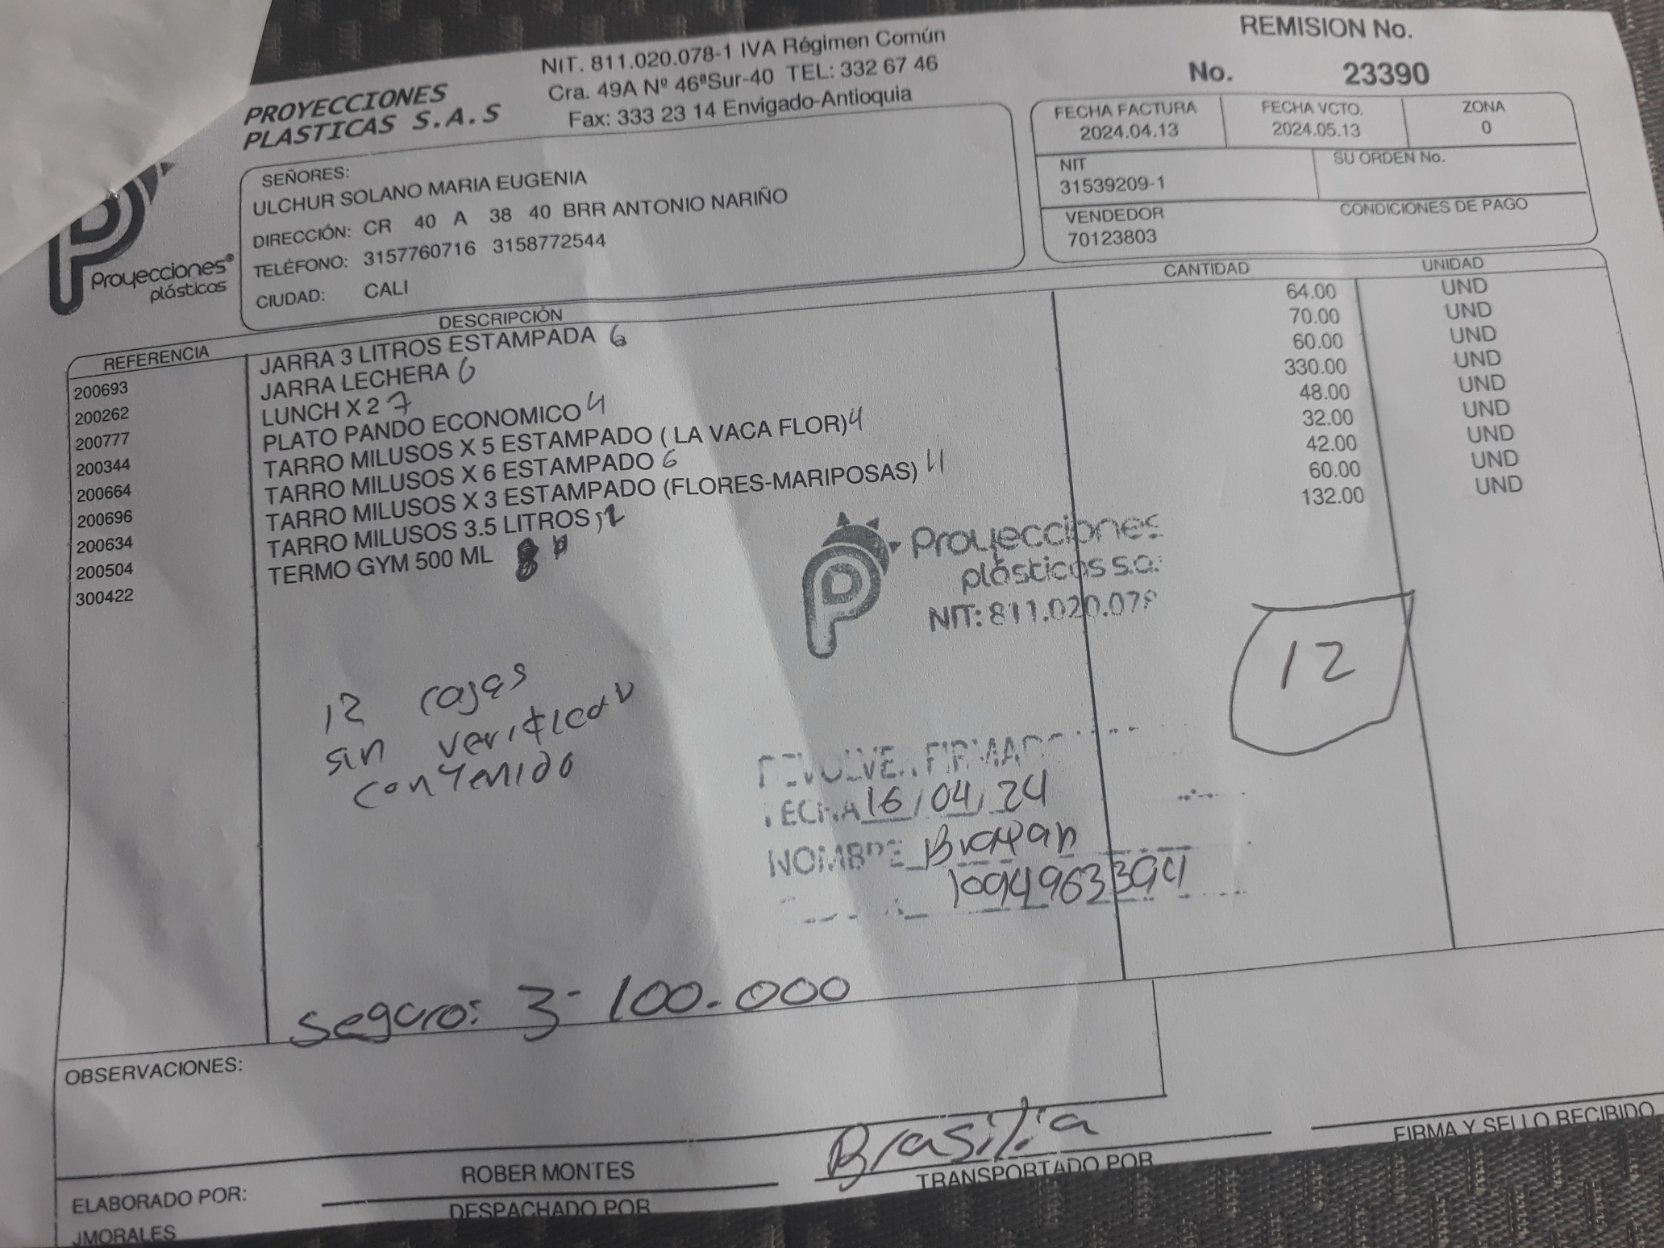 REMISION No.
No. 23390
PROYECCIONES
PLASTICAS S.A.S
NIT. 811.020.078-1 IVA Régimen Común
Cra. 49A Nº 46ªSur-40 TEL: 332 67 46
Fax: 333 23 14 Envigado-Antioquia
FECHA FACTURA FECHA VCTO. ZONA
2024.04.13 2024.05.13 0
NIT SU ORDEN No.
31539209-1
VENDEDOR CONDICIONES DE PAGO
70123803
Proyecciones®
plásticas
SEÑORES:
ULCHUR SOLANO MARIA EUGENIA
DIRECCIÓN: CR 40 A 38 40 BRR ANTONIO NARIÑO
TELÉFONO: 3157760716 3158772544
CIUDAD: CALI
REFERENCIA DESCRIPCIÓN CANTIDAD UNIDAD
200693 JARRA 3 LITROS ESTAMPADA 6 64.00 UND
200262 JARRA LECHERA 6 70.00 UND
200777 LUNCH X 2 7 60.00 UND
200344 PLATO PANDO ECONOMICO 4 330.00 UND
200664 TARRO MILUSOS X 5 ESTAMPADO ( LA VACA FLOR) 4 48.00 UND
200696 TARRO MILUSOS X 6 ESTAMPADO 6 32.00 UND
200634 TARRO MILUSOS X 3 ESTAMPADO (FLORES-MARIPOSAS) 4 42.00 UND
200504 TARRO MILUSOS 3.5 LITROS 12 60.00 UND
300422 TERMO GYM 500 ML 132.00 UND
Proyecciones
plásticas s.a.
NIT: 811.020.078
12
12 cajas
sin verificar
contenido
DEVOLVER FIRMADO
FECHA 16/04/24
NOMBRE Brayan
1094963394
Seguro: 3-100.000
OBSERVACIONES:
Brasilia
ELABORADO POR: ROBER MONTES TRANSPORTADO POR FIRMA Y SELLO RECIBIDO
JMORALES DESPACHADO POR